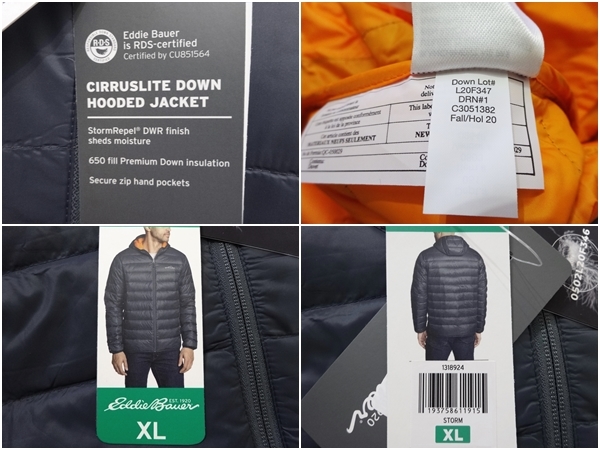 RDS
Eddie Bauer
is RDS-certified
Certified by CU851564
CIRRUSLITE DOWN
HOODED JACKET
StormRepel® DWR finish
sheds moisture
650 fill Premium Down insulation
Secure zip hand pockets
Down Lot#
L20F347
DRN#1
C3051382
Fall/Hol 20
MATÉRIAUX NEUFS SEULEMENT
This label
NEW
EST. 1920
Eddie Bauer
XL
0502L20F346
1318924
193758611915
STORM
XL